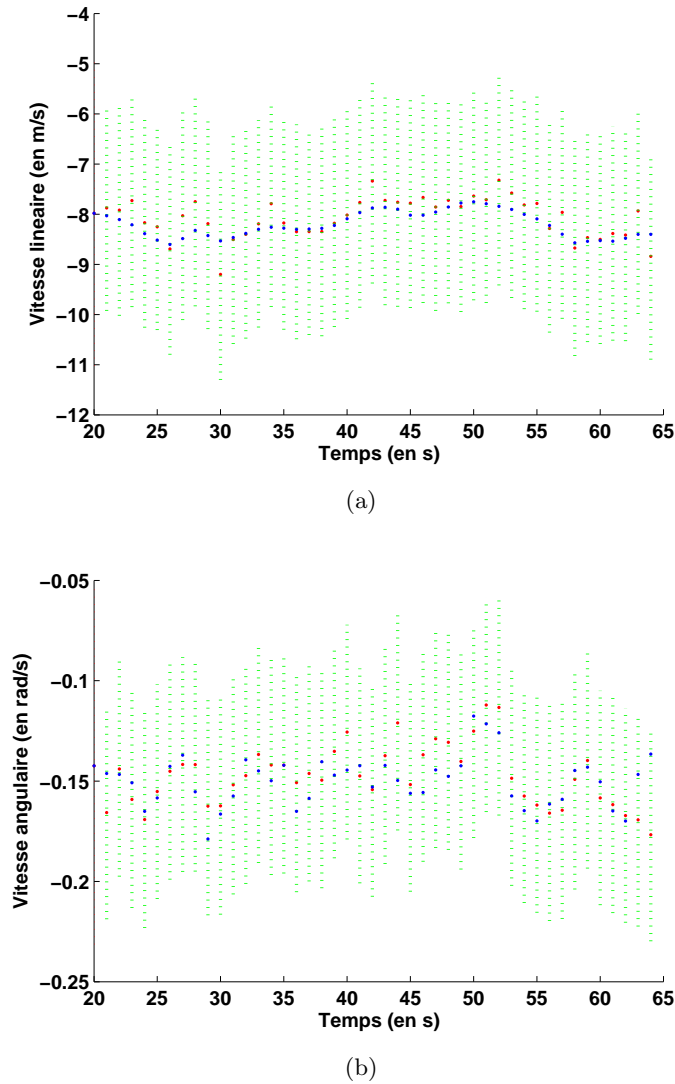 −4
−5
−6
−7
−8
−9
−10
−11
−12
Vitesse lineaire (en m/s)
20 25 30 35 40 45 50 55 60 65
Temps (en s)
(a)
−0.05
−0.1
−0.15
−0.2
−0.25
Vitesse angulaire (en rad/s)
20 25 30 35 40 45 50 55 60 65
Temps (en s)
(b)